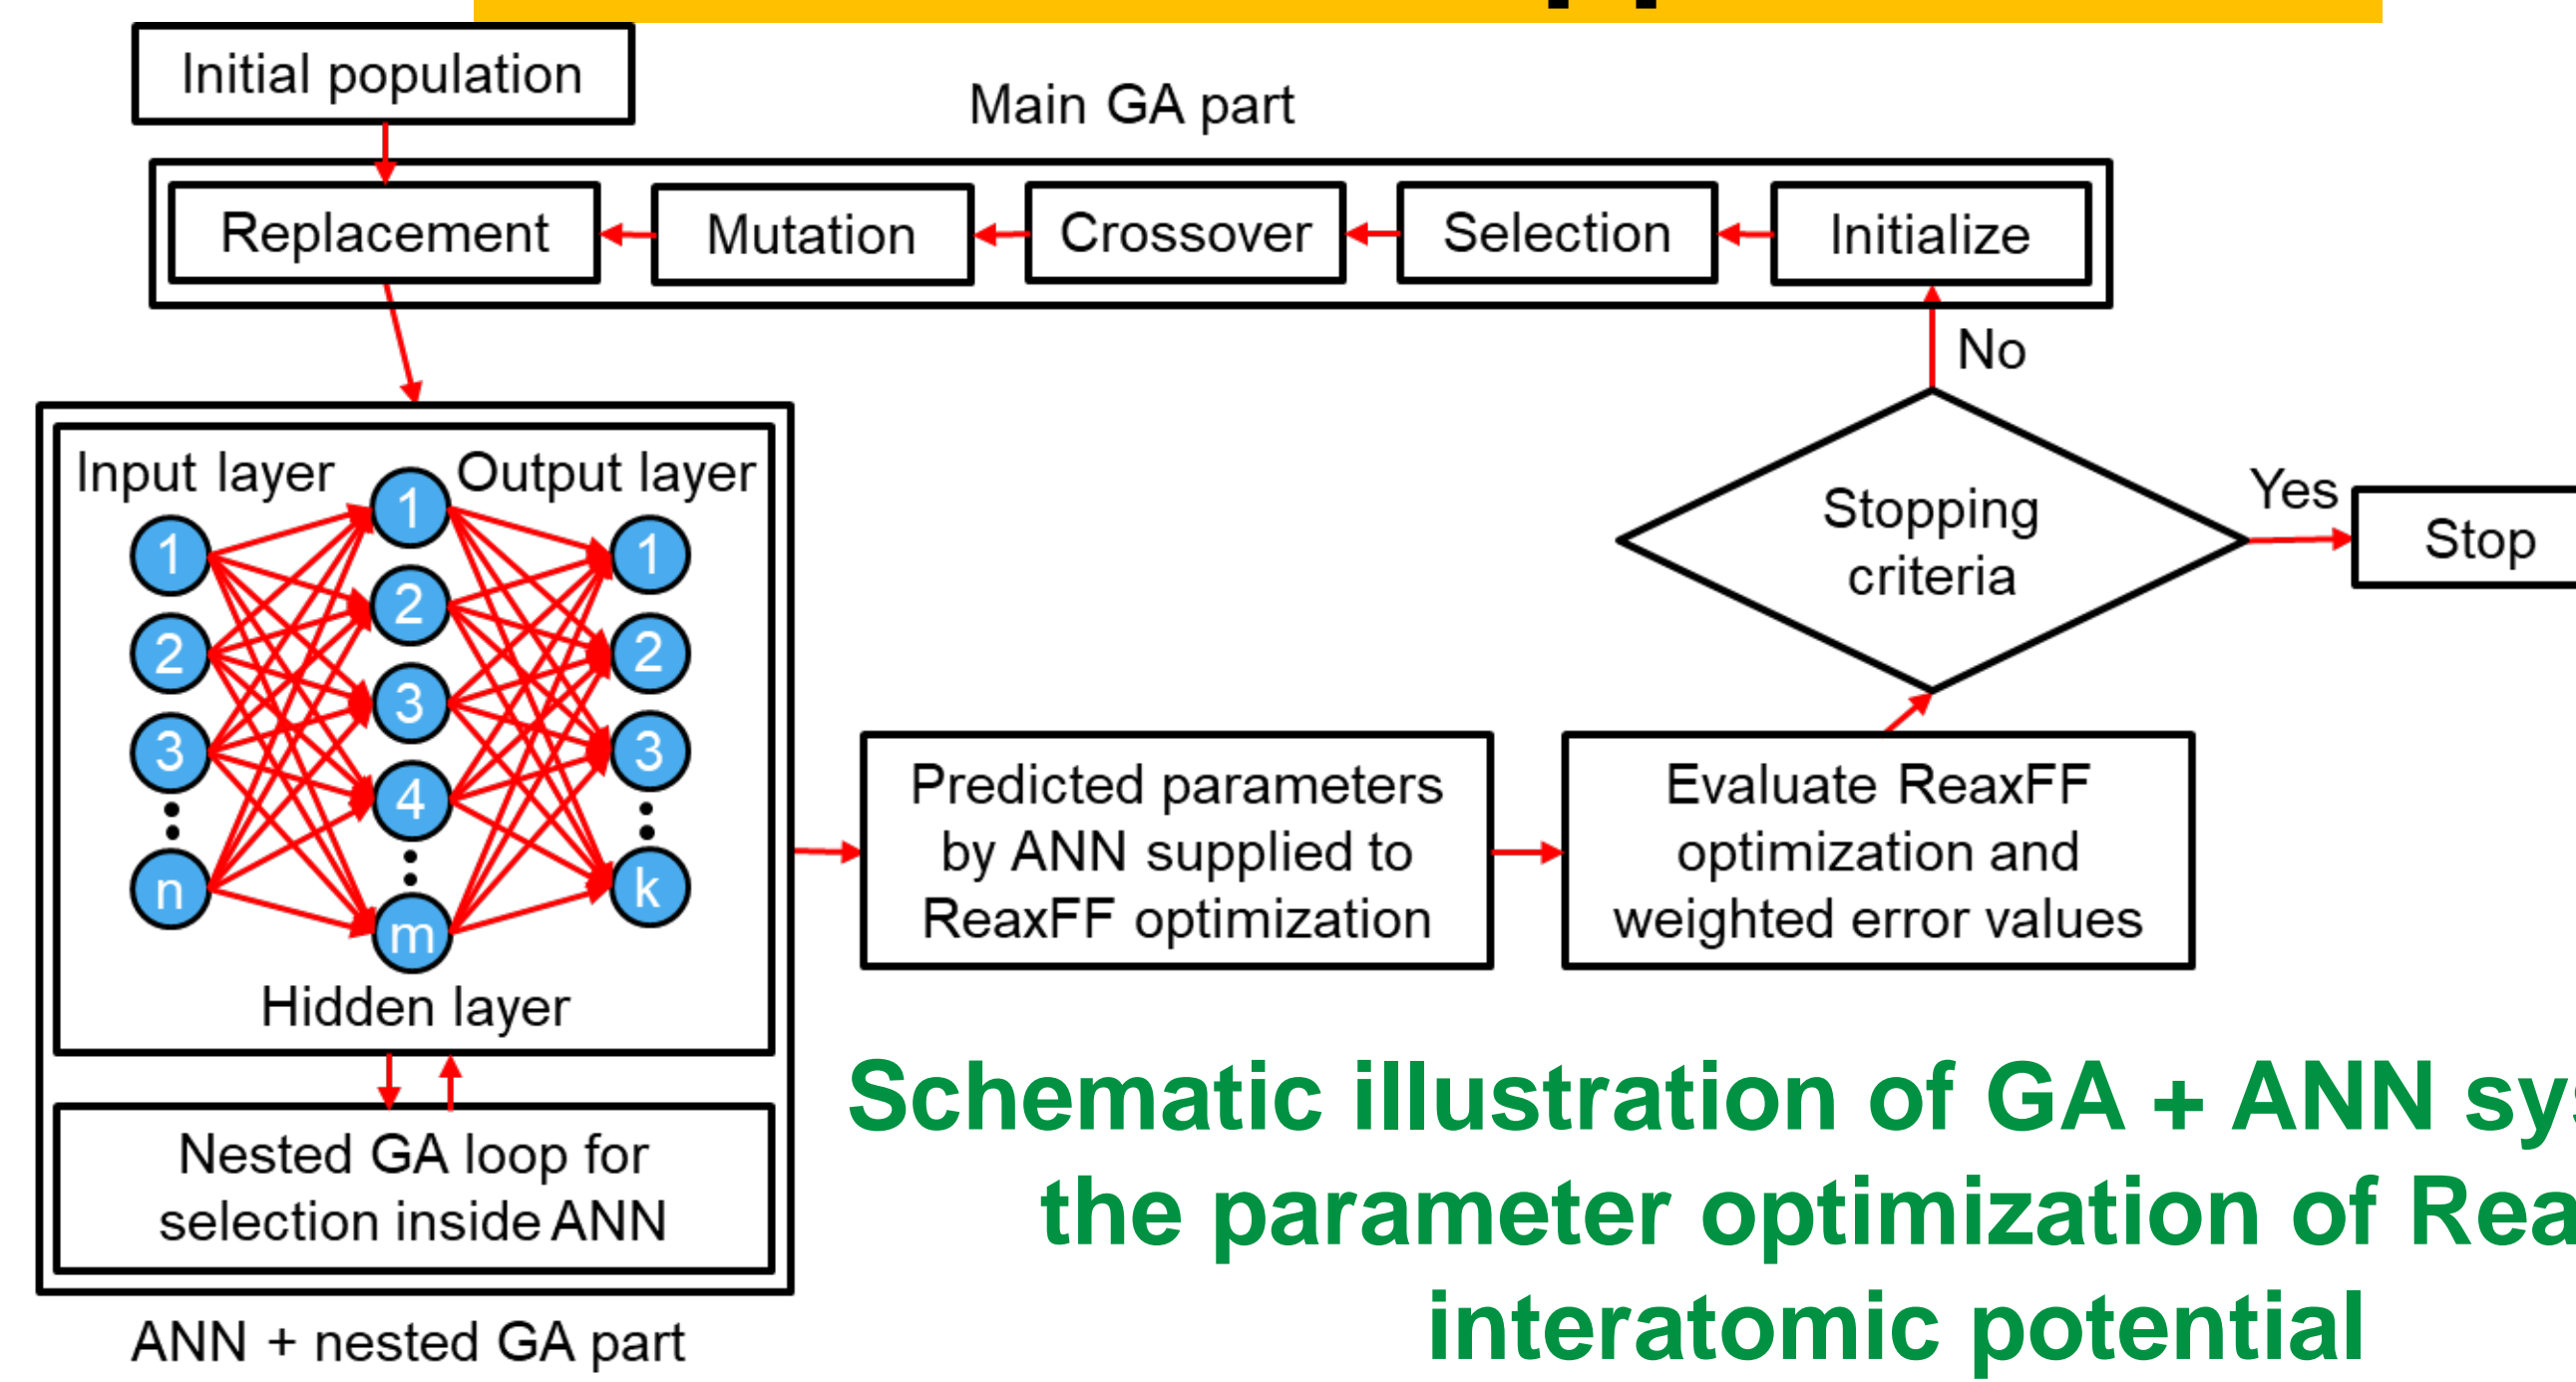 Initial population
Main GA part
Replacement
Mutation
Crossover
Selection
Initialize
No
Input layer
Output layer
1
2
3
n
1
2
3
4
m
1
2
3
k
Hidden layer
Nested GA loop for
selection inside ANN
ANN + nested GA part
Predicted parameters
by ANN supplied to
ReaxFF optimization
Evaluate ReaxFF
optimization and
weighted error values
Stopping
criteria
Yes
Stop
Schematic illustration of GA + ANN
the parameter optimization of
interatomic potential